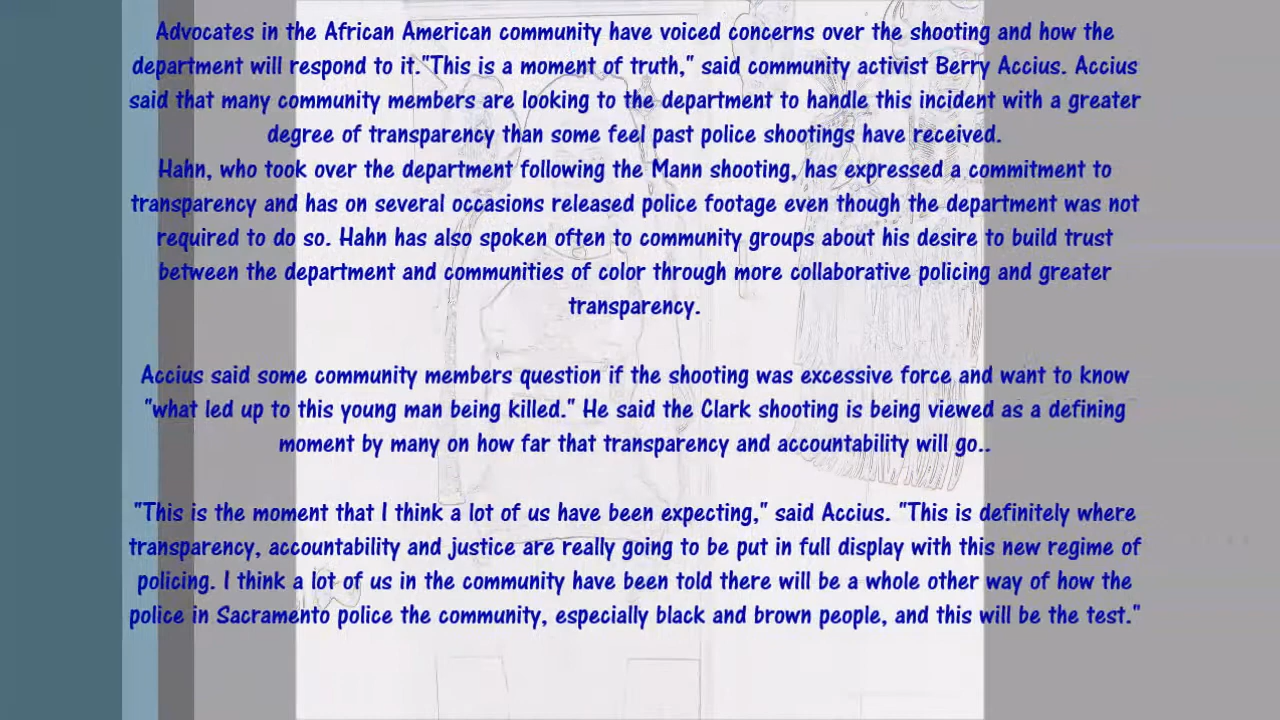 Advocates in the African American community have voiced concerns over the shooting and how the
department will respond to it."This is a moment of truth," said community activist Berry Accius. Accius
said that many community members are looking to the department to handle this incident with a greater
degree of transparency than some feel past police shootings have received.
Hahn, who took over the department following the Mann shooting, has expressed a commitment to
transparency and has on several occasions released police footage even though the department was not
required to do so. Hahn has also spoken often to community groups about his desire to build trust
between the department and communities of color through more collaborative policing and greater
transparency.
Accius said some community members question if the shooting was excessive force and want to know
"what led up to this young man being killed." He said the Clark shooting is being viewed as a defining
moment by many on how far that transparency and accountability will go..
"This is the moment that I think a lot of us have been expecting," said Accius. "This is definitely where
transparency, accountability and justice are really going to be put in full display with this new regime of
policing. I think a lot of us in the community have been told there will be a whole other way of how the
police in Sacramento police the community, especially black and brown people, and this will be the test."